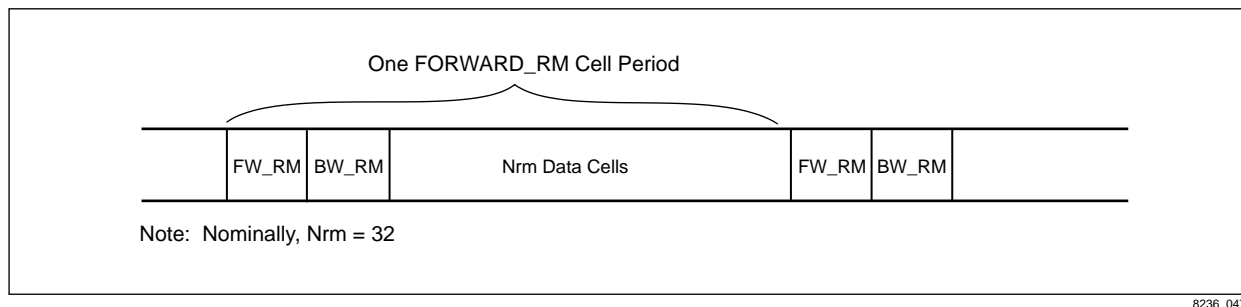 One FORWARD_RM Cell Period
FW_RM BW_RM Nrm Data Cells FW_RM BW_RM
Note: Nominally, Nrm = 32